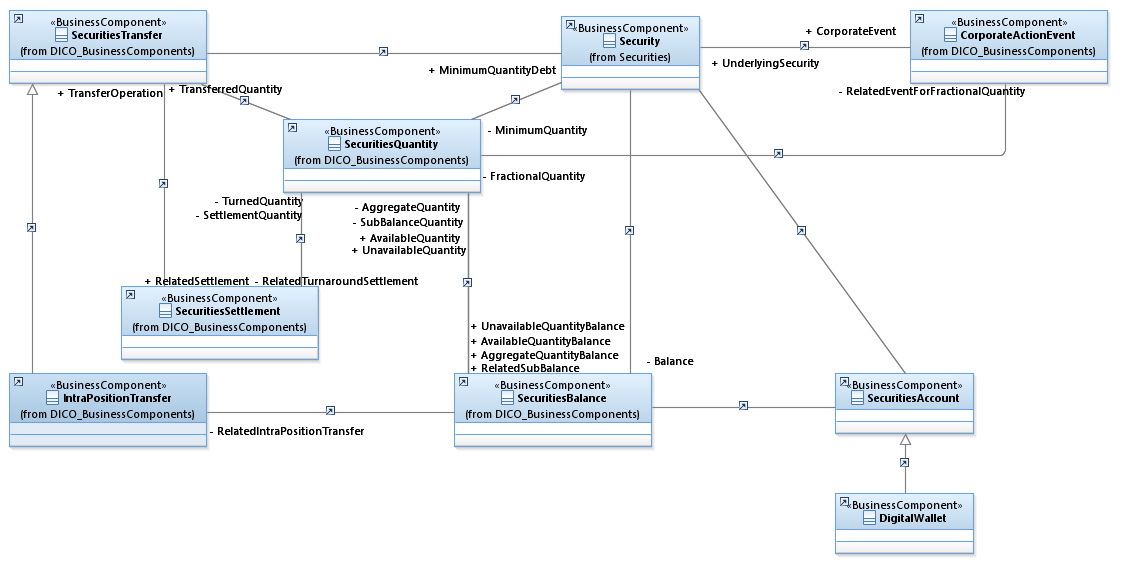 «BusinessComponent»
SecuritiesTransfer
(from DICO_BusinessComponents)
«BusinessComponent»
Security
(from Securities)
«BusinessComponent»
CorporateActionEvent
(from DICO_BusinessComponents)
+ CorporateEvent
+ UnderlyingSecurity
+ MinimumQuantityDebt
+ TransferOperation
+ TransferredQuantity
- RelatedEventForFractionalQuantity
«BusinessComponent»
SecuritiesQuantity
(from DICO_BusinessComponents)
- MinimumQuantity
- FractionalQuantity
- TurnedQuantity
- SettlementQuantity
- AggregateQuantity
- SubBalanceQuantity
+ AvailableQuantity
+ UnavailableQuantity
+ RelatedSettlement
- RelatedTurnaroundSettlement
«BusinessComponent»
SecuritiesSettlement
(from DICO_BusinessComponents)
+ UnavailableQuantityBalance
+ AvailableQuantityBalance
+ AggregateQuantityBalance
+ RelatedSubBalance
- Balance
«BusinessComponent»
IntraPositionTransfer
(from DICO_BusinessComponents)
- RelatedIntraPositionTransfer
«BusinessComponent»
SecuritiesBalance
(from DICO_BusinessComponents)
«BusinessComponent»
SecuritiesAccount
«BusinessComponent»
DigitalWallet